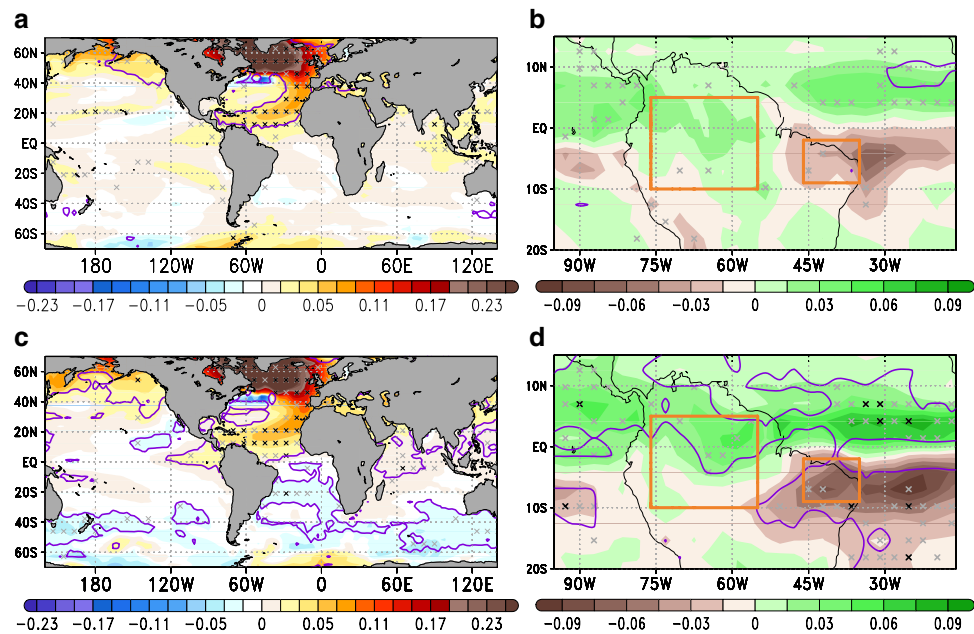 a
b
60N
40N
20N
EQ
20S
40S
60S
180
120W
60W
0
60E
120E
10N
EQ
10S
20S
90W
75W
60W
45W
30W
−0.23
−0.17
−0.11
−0.05
0
0.05
0.11
0.17
0.23
−0.09
−0.06
−0.03
0
0.03
0.06
0.09
c
d
60N
40N
20N
EQ
20S
40S
60S
180
120W
60W
0
60E
120E
10N
EQ
10S
20S
90W
75W
60W
45W
30W
−0.23
−0.17
−0.11
−0.05
0
0.05
0.11
0.17
0.23
−0.09
−0.06
−0.03
0
0.03
0.06
0.09